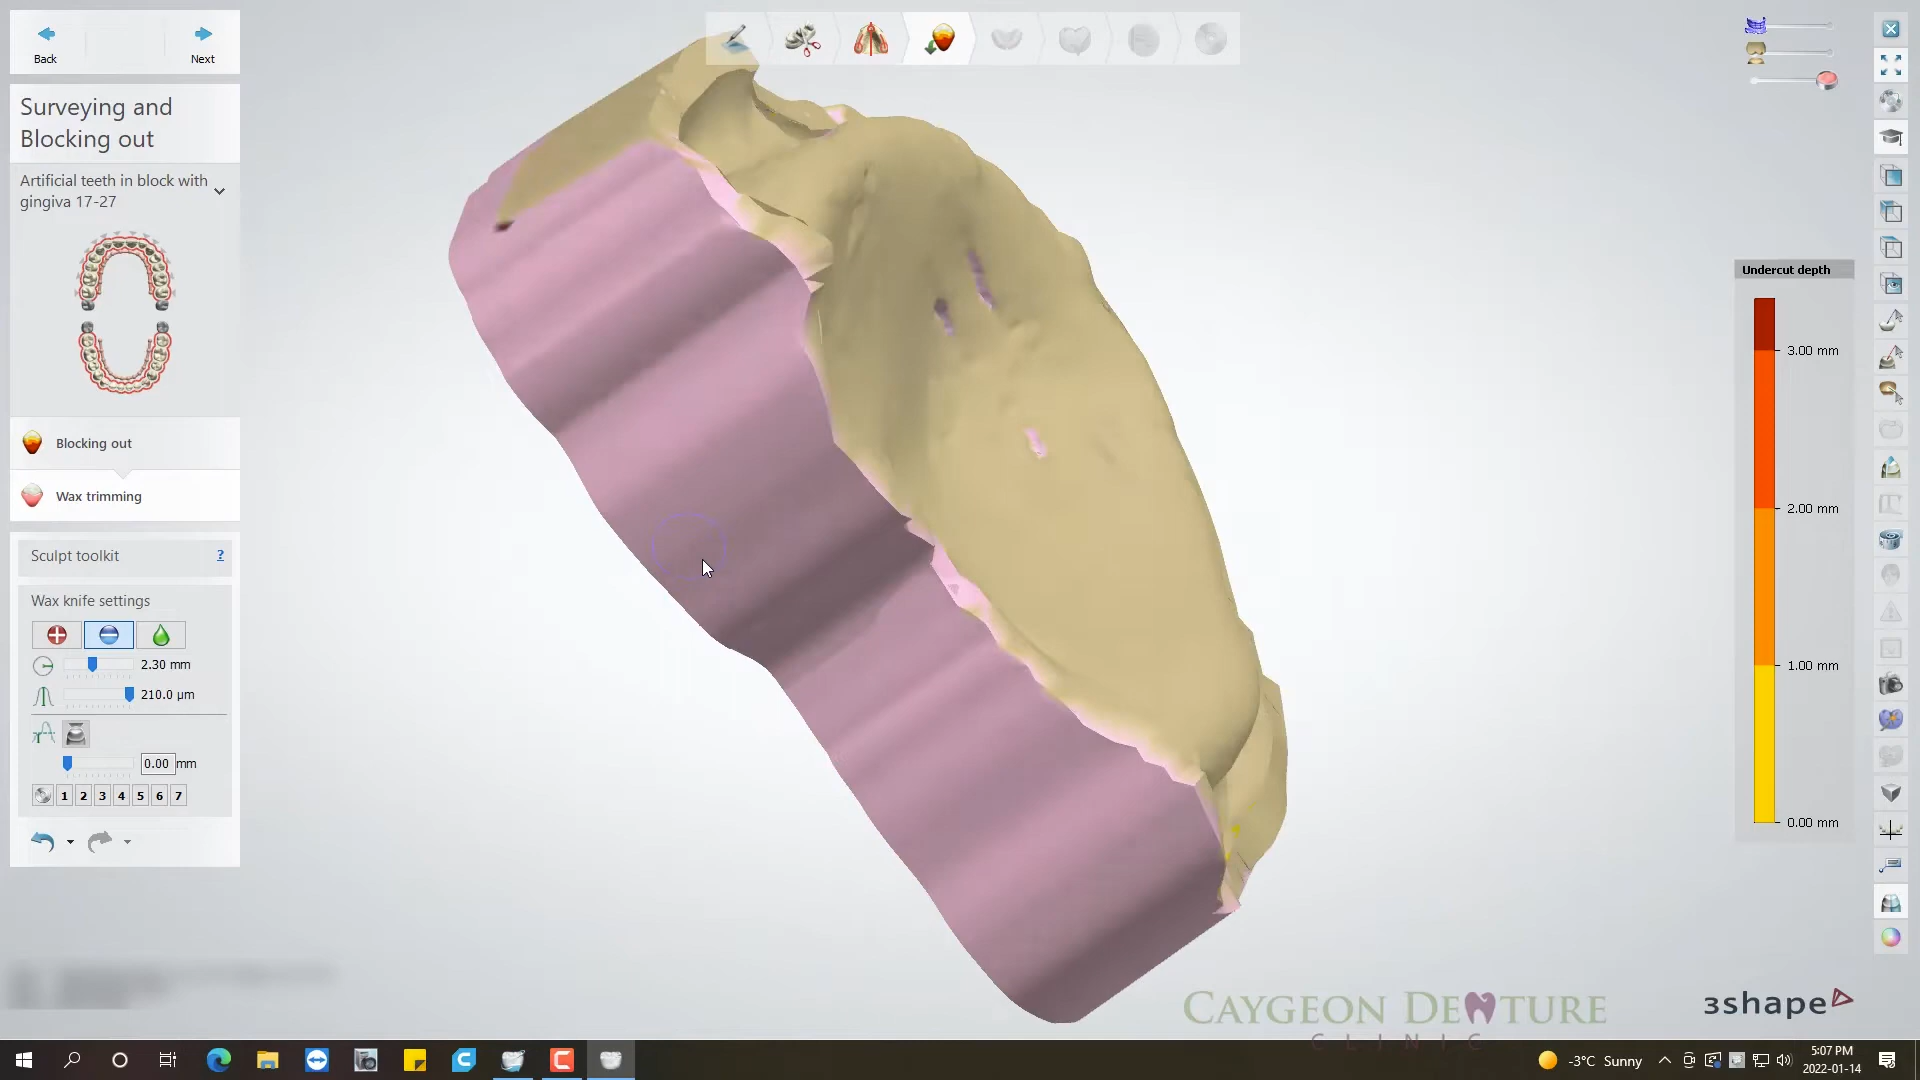 Back
Next
Surveying and
Blocking out
Artificial teeth in block with
gingiva 17-27
Blocking out
Wax trimming
Sculpt toolkit
?
Wax knife settings
2.30 mm
210.0 µm
0.00 mm
1 2 3 4 5 6 7
Undercut depth
3.00 mm
2.00 mm
1.00 mm
0.00 mm
CAYGEON DENTURE
CLINIC
3shape
-3°C Sunny
5:07 PM
2022-01-14